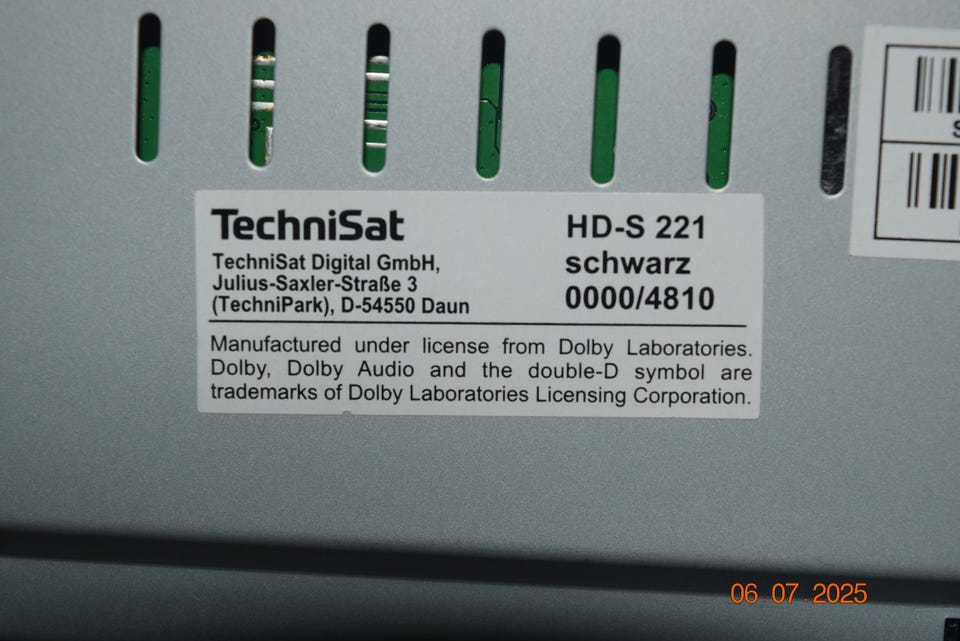 TechniSat
TechniSat Digital GmbH,
Julius-Saxler-Straße 3
(TechniPark), D-54550 Daun
HD-S 221
schwarz
0000/4810
Manufactured under license from Dolby Laboratories.
Dolby, Dolby Audio and the double-D symbol are
trademarks of Dolby Laboratories Licensing Corporation.
06.07.2025